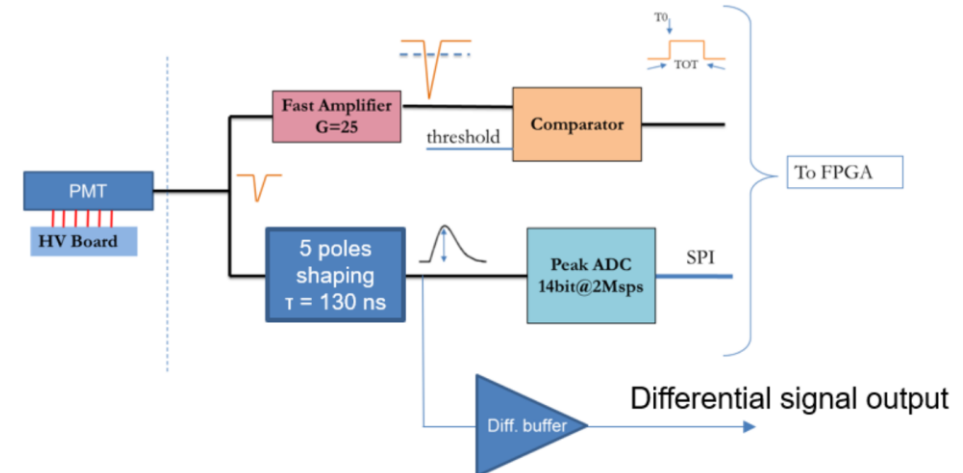 T0
TOT
Fast Amplifier
G=25
threshold
Comparator
To FPGA
PMT
HV Board
5 poles
shaping
τ = 130 ns
Peak ADC
14bit@2Msps
SPI
Differential signal output
Diff. buffer